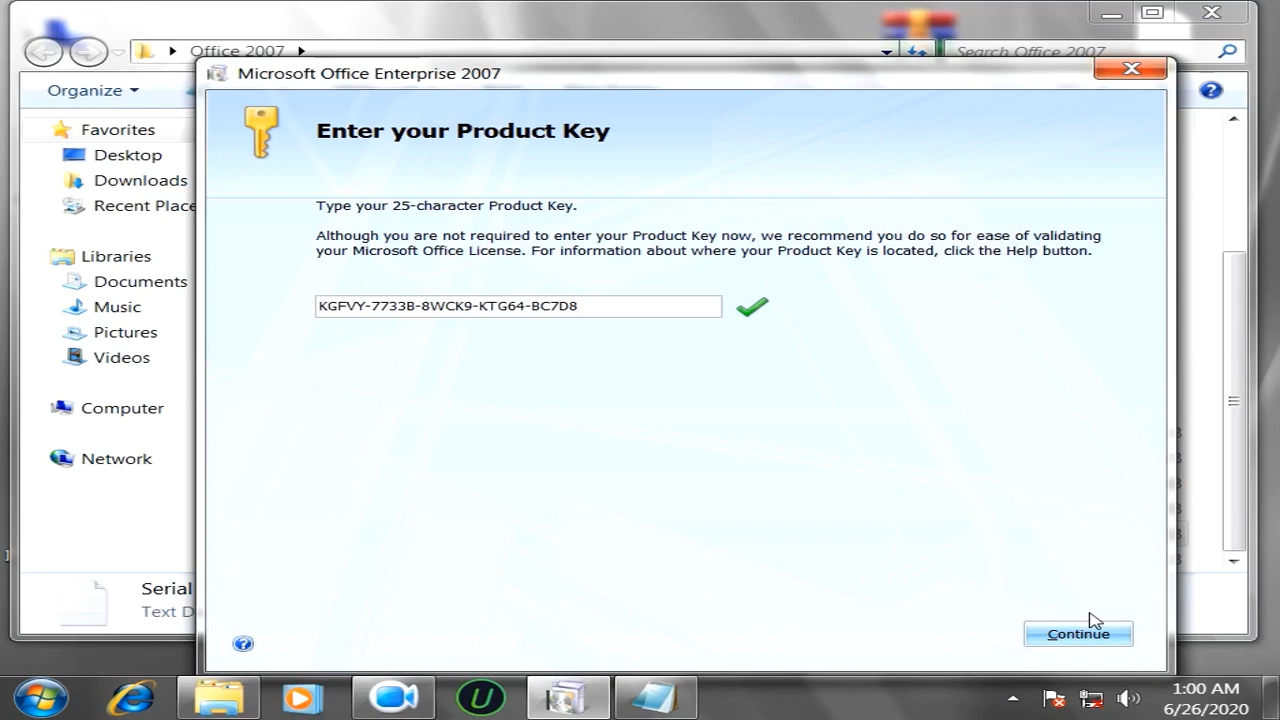 Office 2007
Search Office 2007
Microsoft Office Enterprise 2007
Organize
Enter your Product Key
Favorites
Desktop
Downloads
Recent Place
Type your 25-character Product Key.
Although you are not required to enter your Product Key now, we recommend you do so for ease of validating
your Microsoft Office License. For information about where your Product Key is located, click the Help button.
Libraries
Documents
Music
Pictures
Videos
KGFVY-7733B-8WCK9-KTG64-BC7D8
Computer
Network
Serial
Text D
Continue
1:00 AM
6/26/2020